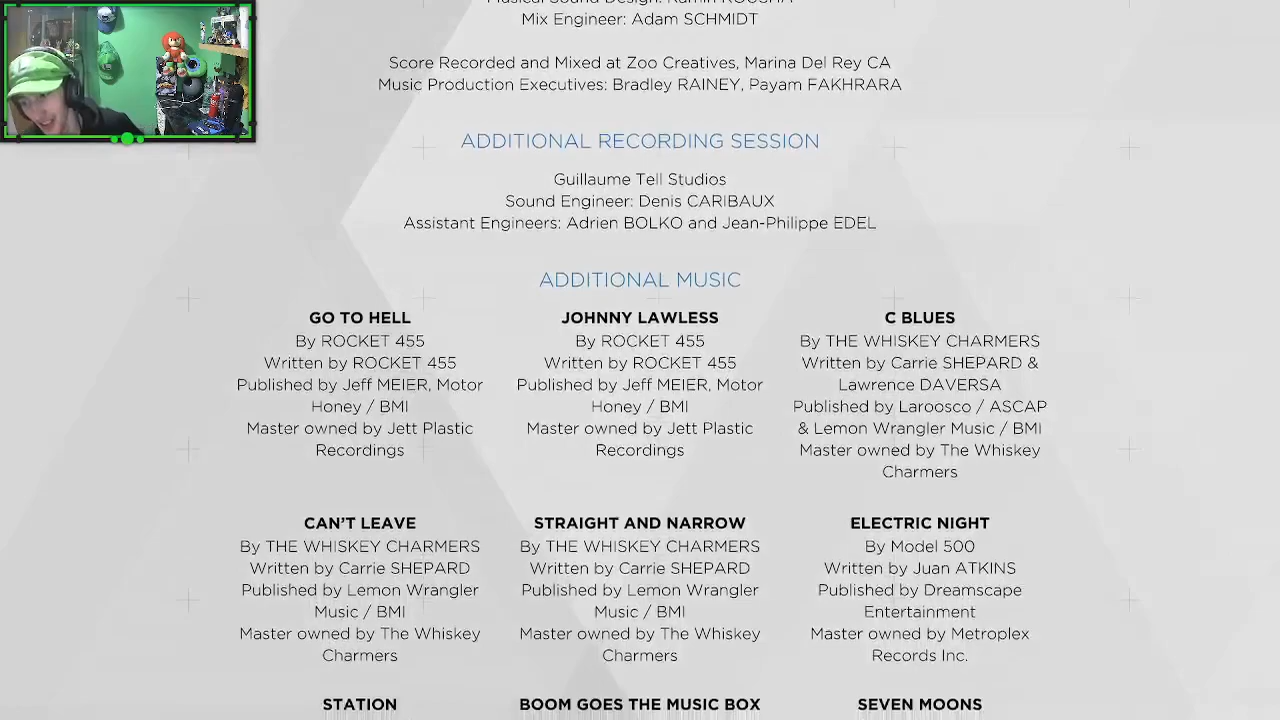 Musical Sound Design: Kamin ROUSHA
Mix Engineer: Adam SCHMIDT
Score Recorded and Mixed at Zoo Creatives, Marina Del Rey CA
Music Production Executives: Bradley RAINEY, Payam FAKHRARA
ADDITIONAL RECORDING SESSION
Guillaume Tell Studios
Sound Engineer: Denis CARIBAUX
Assistant Engineers: Adrien BOLKO and Jean-Philippe EDEL
ADDITIONAL MUSIC
GO TO HELL
By ROCKET 455
Written by ROCKET 455
Published by Jeff MEIER, Motor
Honey / BMI
Master owned by Jett Plastic
Recordings
JOHNNY LAWLESS
By ROCKET 455
Written by ROCKET 455
Published by Jeff MEIER, Motor
Honey / BMI
Master owned by Jett Plastic
Recordings
C BLUES
By THE WHISKEY CHARMERS
Written by Carrie SHEPARD &
Lawrence DAVERSA
Published by Laroosco / ASCAP
& Lemon Wrangler Music / BMI
Master owned by The Whiskey
Charmers
CAN'T LEAVE
By THE WHISKEY CHARMERS
Written by Carrie SHEPARD
Published by Lemon Wrangler
Music / BMI
Master owned by The Whiskey
Charmers
STRAIGHT AND NARROW
By THE WHISKEY CHARMERS
Written by Carrie SHEPARD
Published by Lemon Wrangler
Music / BMI
Master owned by The Whiskey
Charmers
ELECTRIC NIGHT
By Model 500
Written by Juan ATKINS
Published by Dreamscape
Entertainment
Master owned by Metroplex
Records Inc.
STATION
BOOM GOES THE MUSIC BOX
SEVEN MOONS